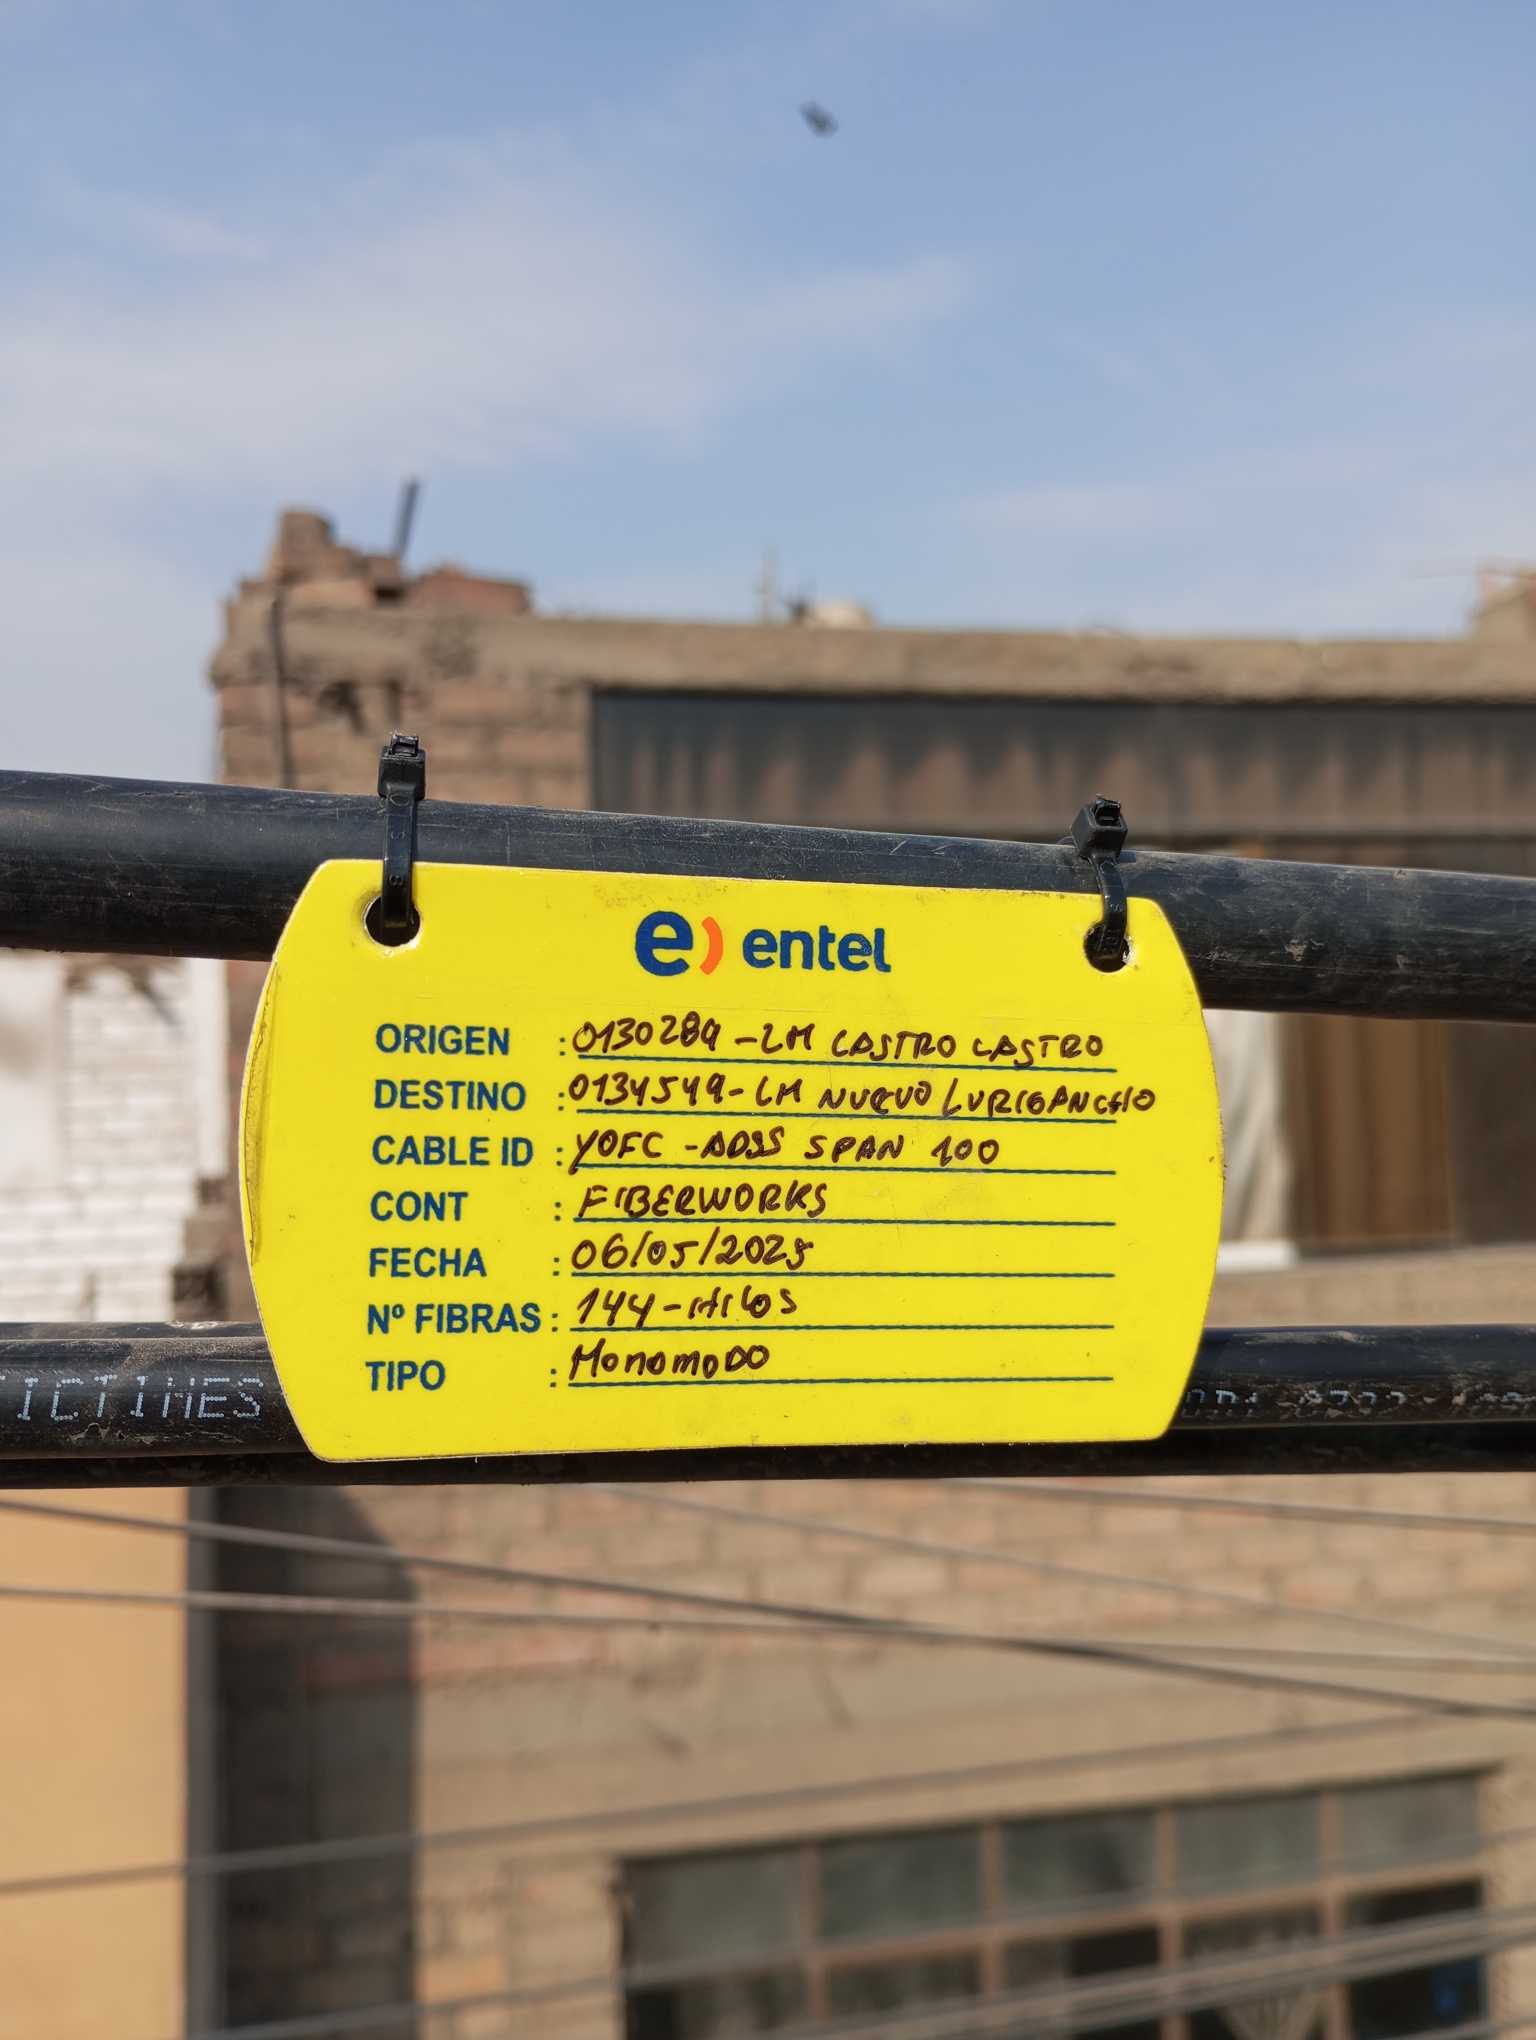 e) entel
ORIGEN : 0130289 - LM CASTRO CASTRO
DESTINO : 0134549 - LM NUEVO LURIGANCHO
CABLE ID : YOFC - ADSS SPAN 100
CONT : FIBERWORKS
FECHA : 06/05/2025
Nº FIBRAS : 144 - HILOS
TIPO : MONOMODO